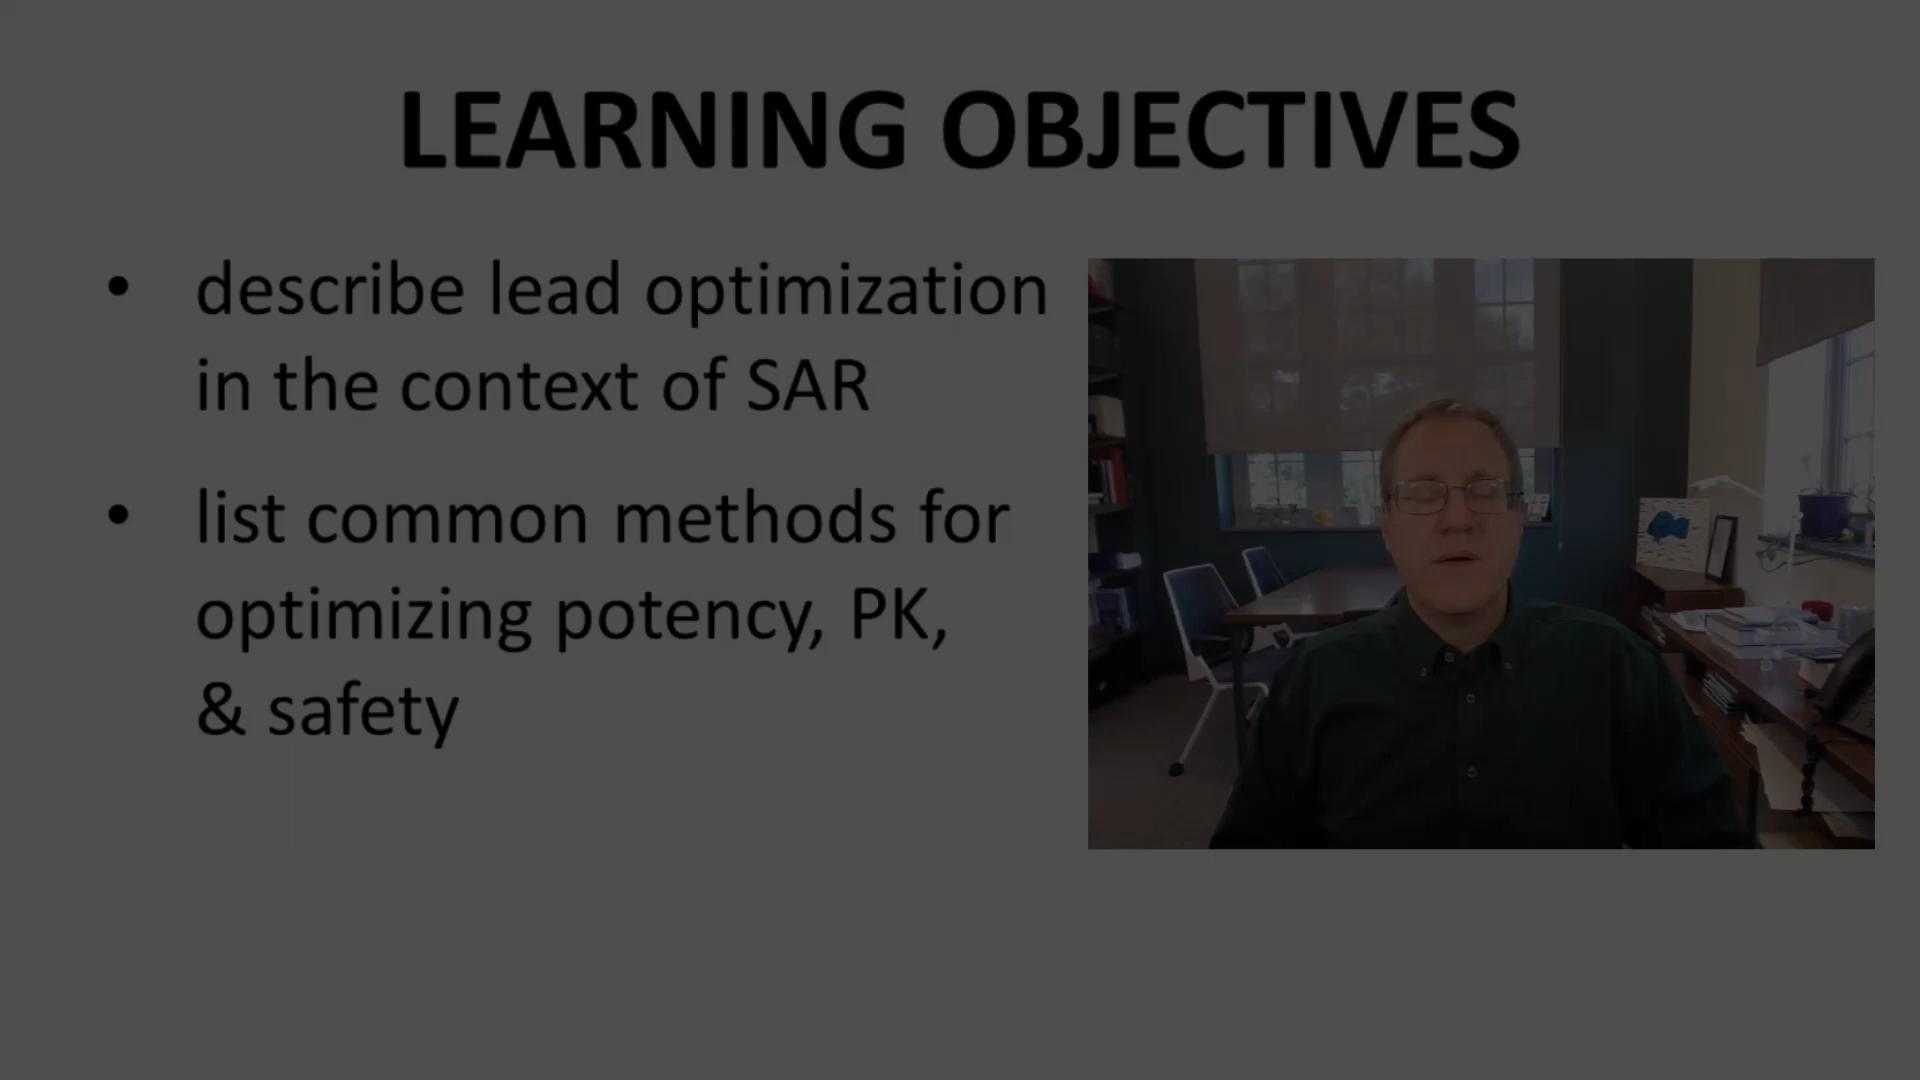 LEARNING OBJECTIVES
• describe lead optimization
in the context of SAR
• list common methods for
optimizing potency, PK,
& safety